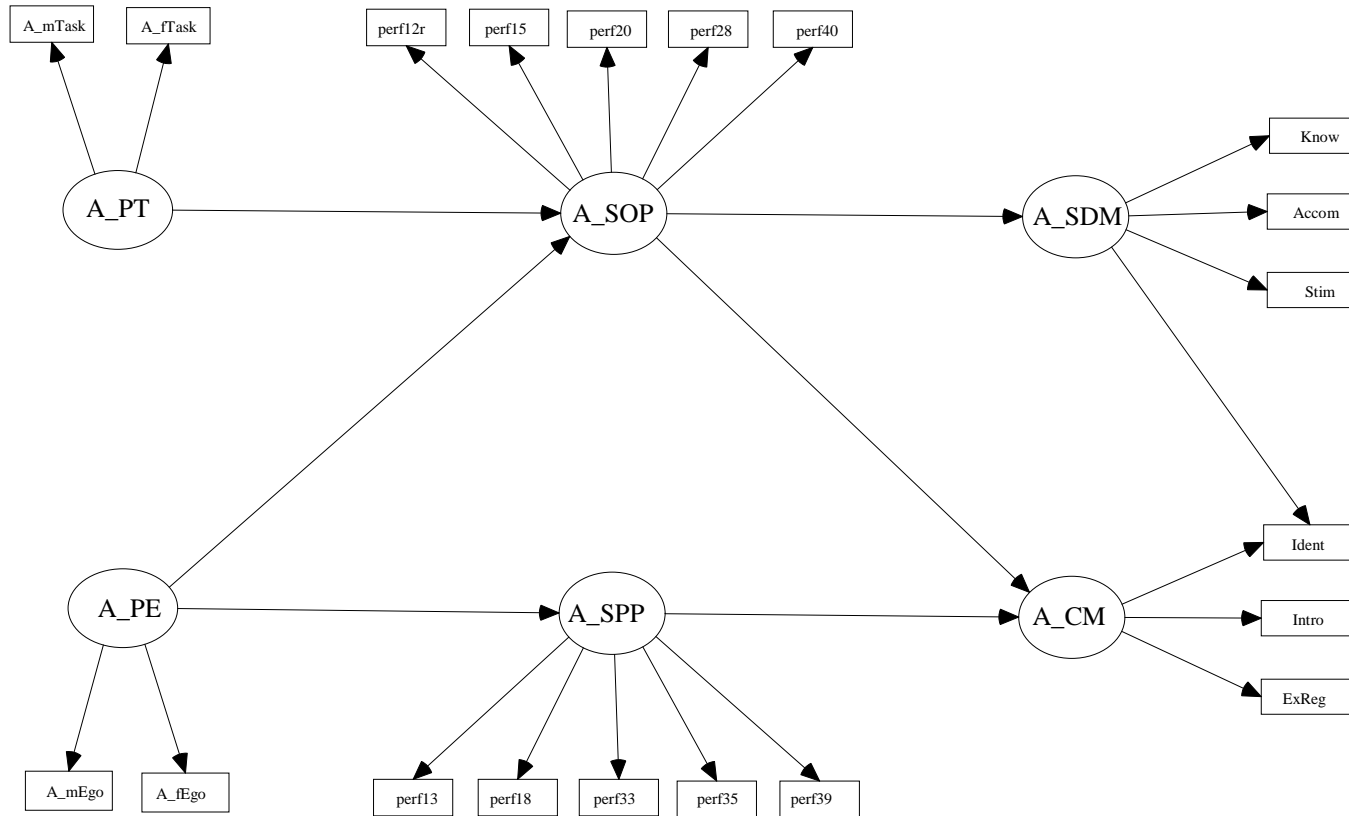 A_mTask
A_fTask
perf12r
perf15
perf20
perf28
perf40
Know
A_PT
A_SOP
A_SDM
Accom
Stim
Ident
A_PE
A_SPP
A_CM
Intro
ExReg
A_mEgo
A_fEgo
perf13
perf18
perf33
perf35
perf39